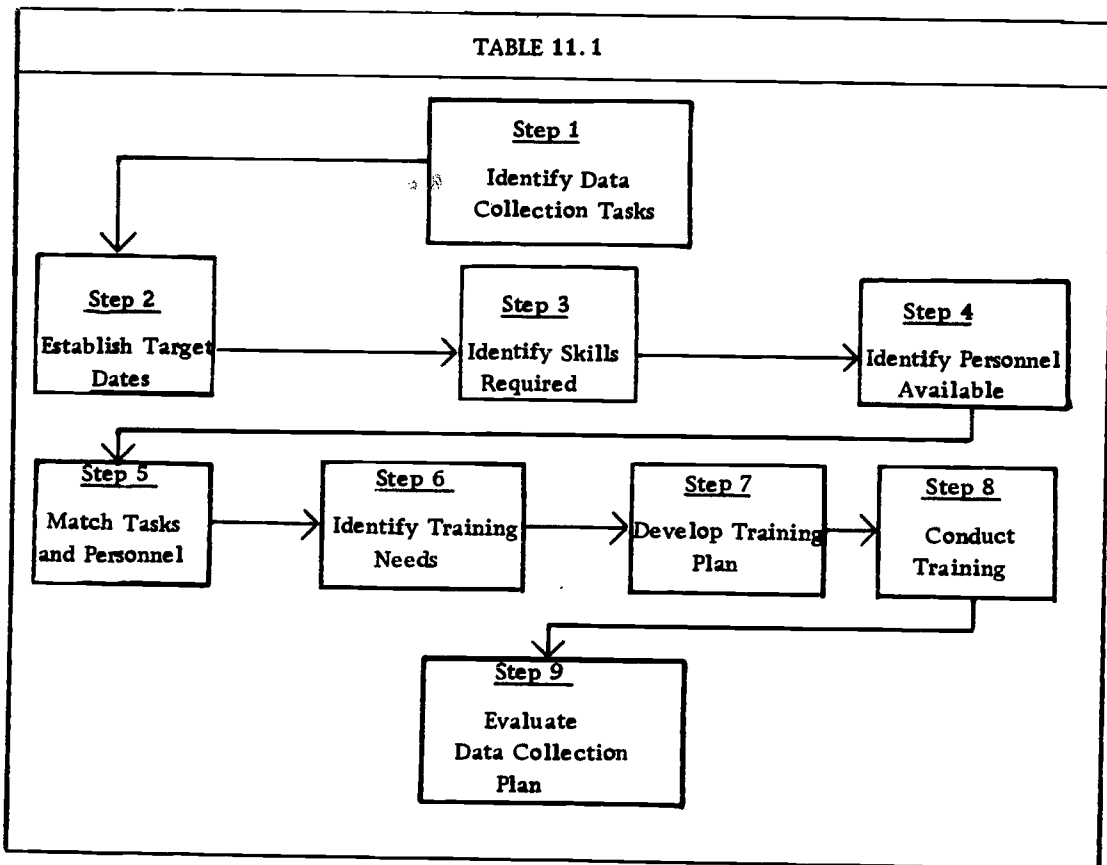 TABLE 11.1
Step 1
Identify Data
Collection Tasks
Step 2
Establish Target
Dates
Step 3
Identify Skills
Required
Step 4
Identify Personnel
Available
Step 5
Match Tasks
and Personnel
Step 6
Identify Training
Needs
Step 7
Develop Training
Plan
Step 8
Conduct
Training
Step 9
Evaluate
Data Collection
Plan